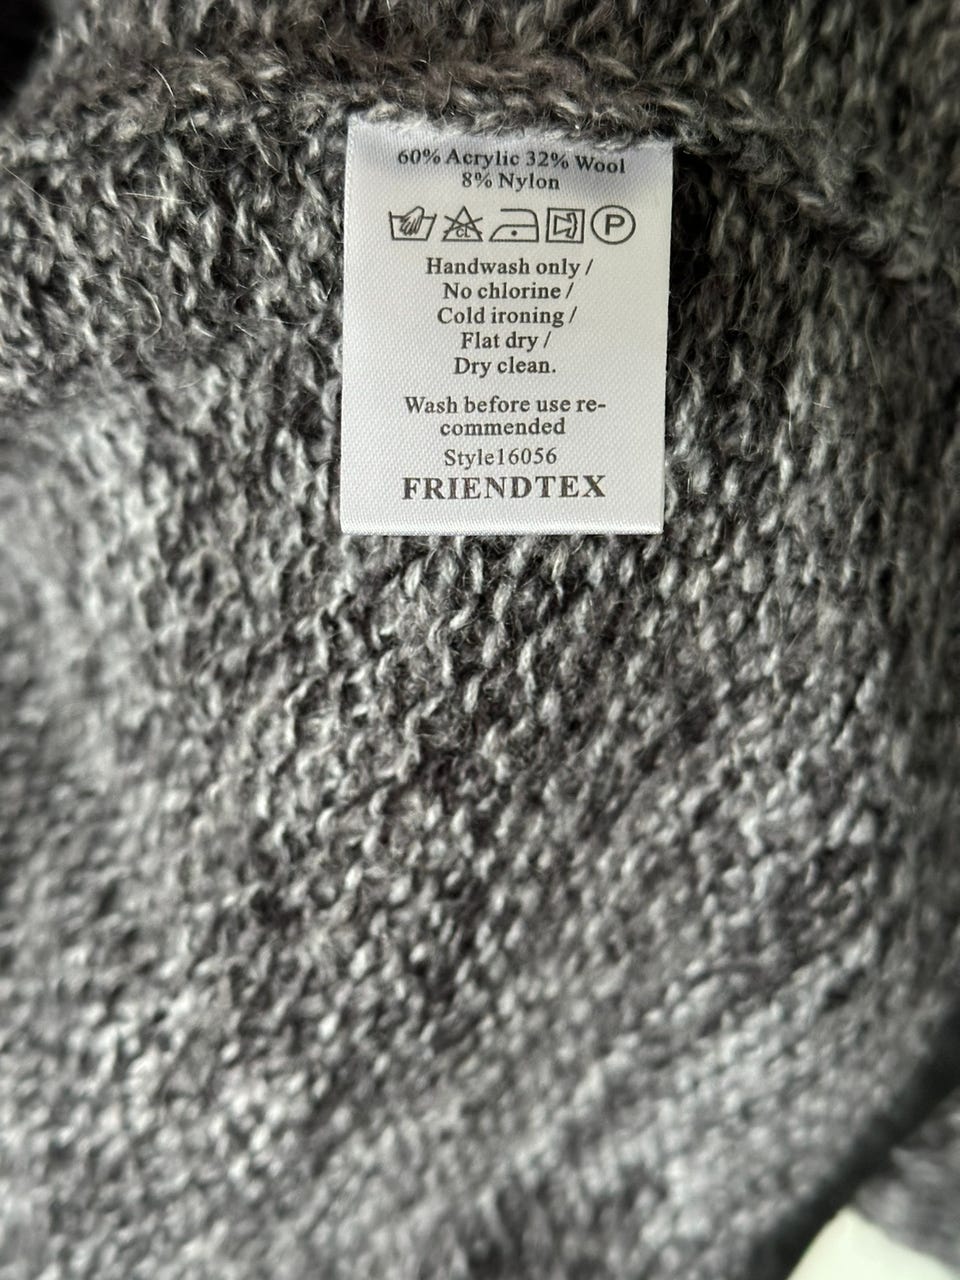 60% Acrylic 32% Wool
8% Nylon
CL P
Handwash only /
No chlorine /
Cold ironing /
Flat dry /
Dry clean.
Wash before use re-
commended
Style16056
FRIENDTEX